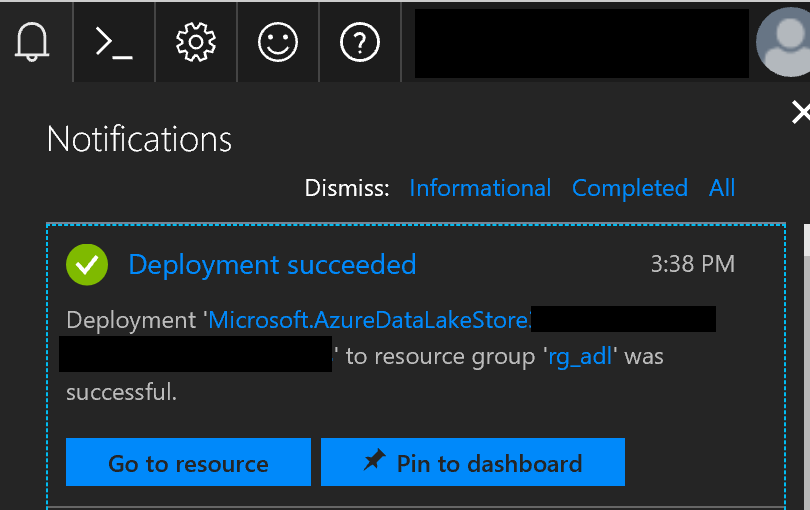 Notifications
Dismiss: Informational Completed All
Deployment succeeded 3:38 PM
Deployment 'Microsoft.AzureDataLakeStore
' to resource group 'rg_adl' was
successful.
Go to resource Pin to dashboard